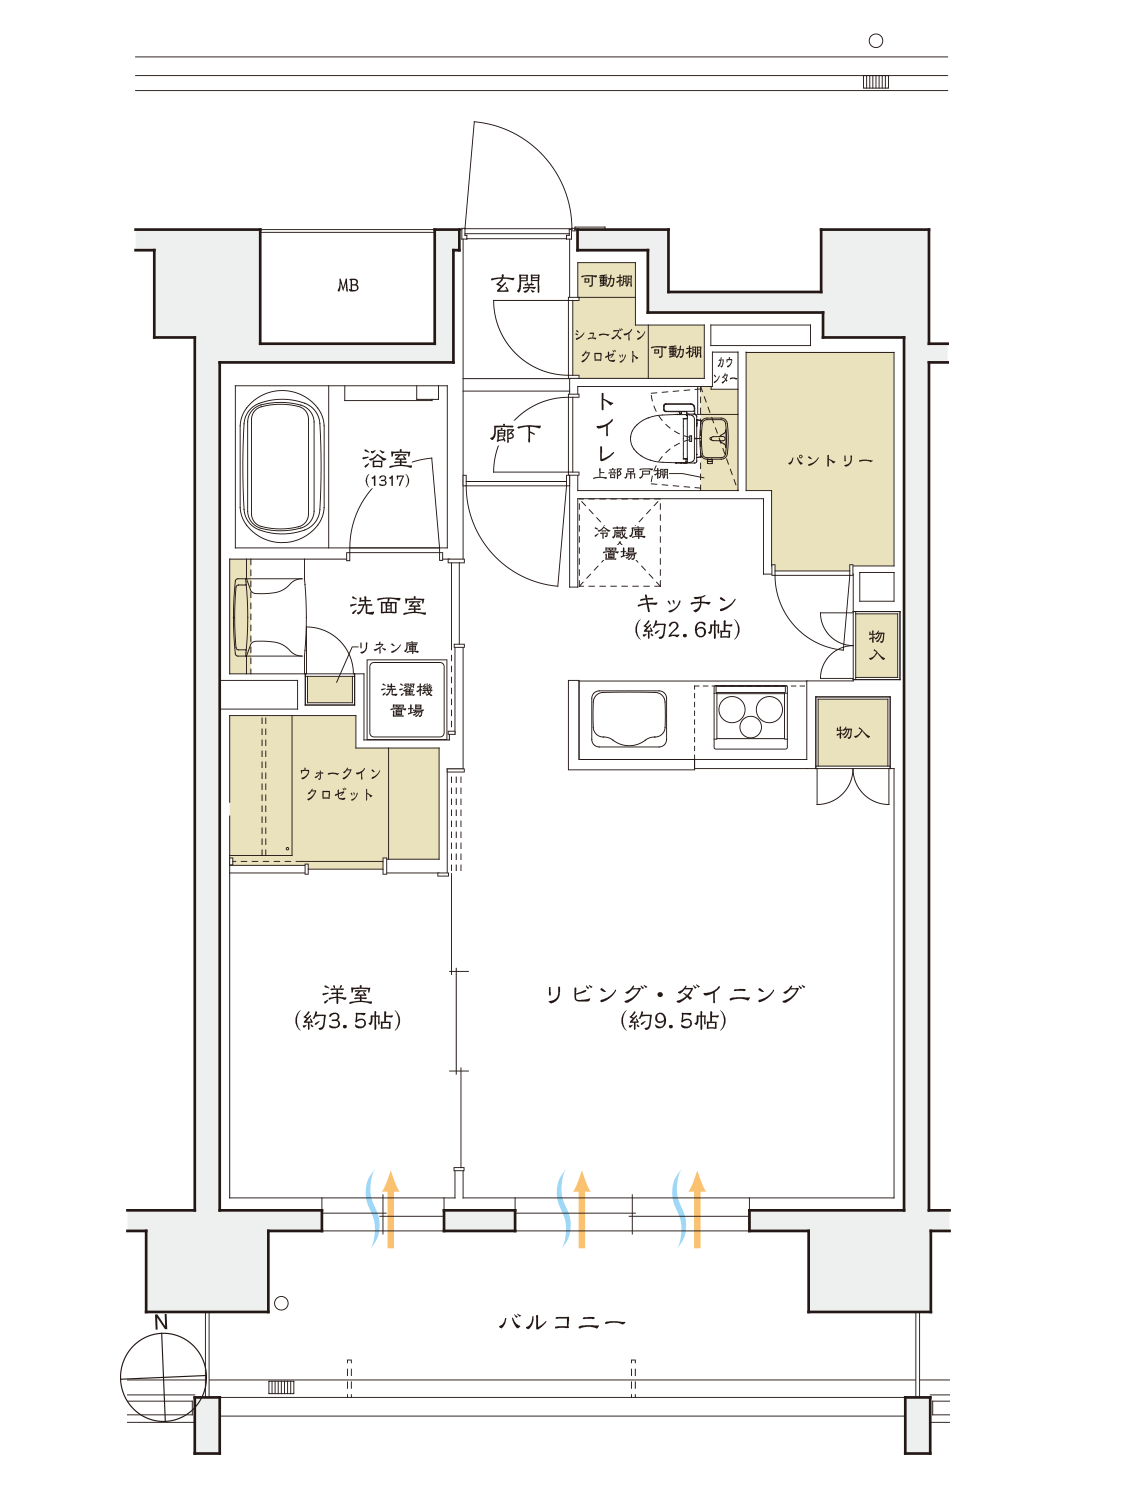 MB
玄関
可動棚
シューズイン
クロゼット
可動棚
カウ
ンター
トイレ
上部吊戸棚
廊下
浴室
(1317)
パントリー
冷蔵庫
置場
キッチン
(約2.6帖)
洗面室
リネン庫
洗濯機
置場
物
入
物入
ウォークイン
クロゼット
洋室
(約3.5帖)
リビング・ダイニング
(約9.5帖)
バルコニー
N